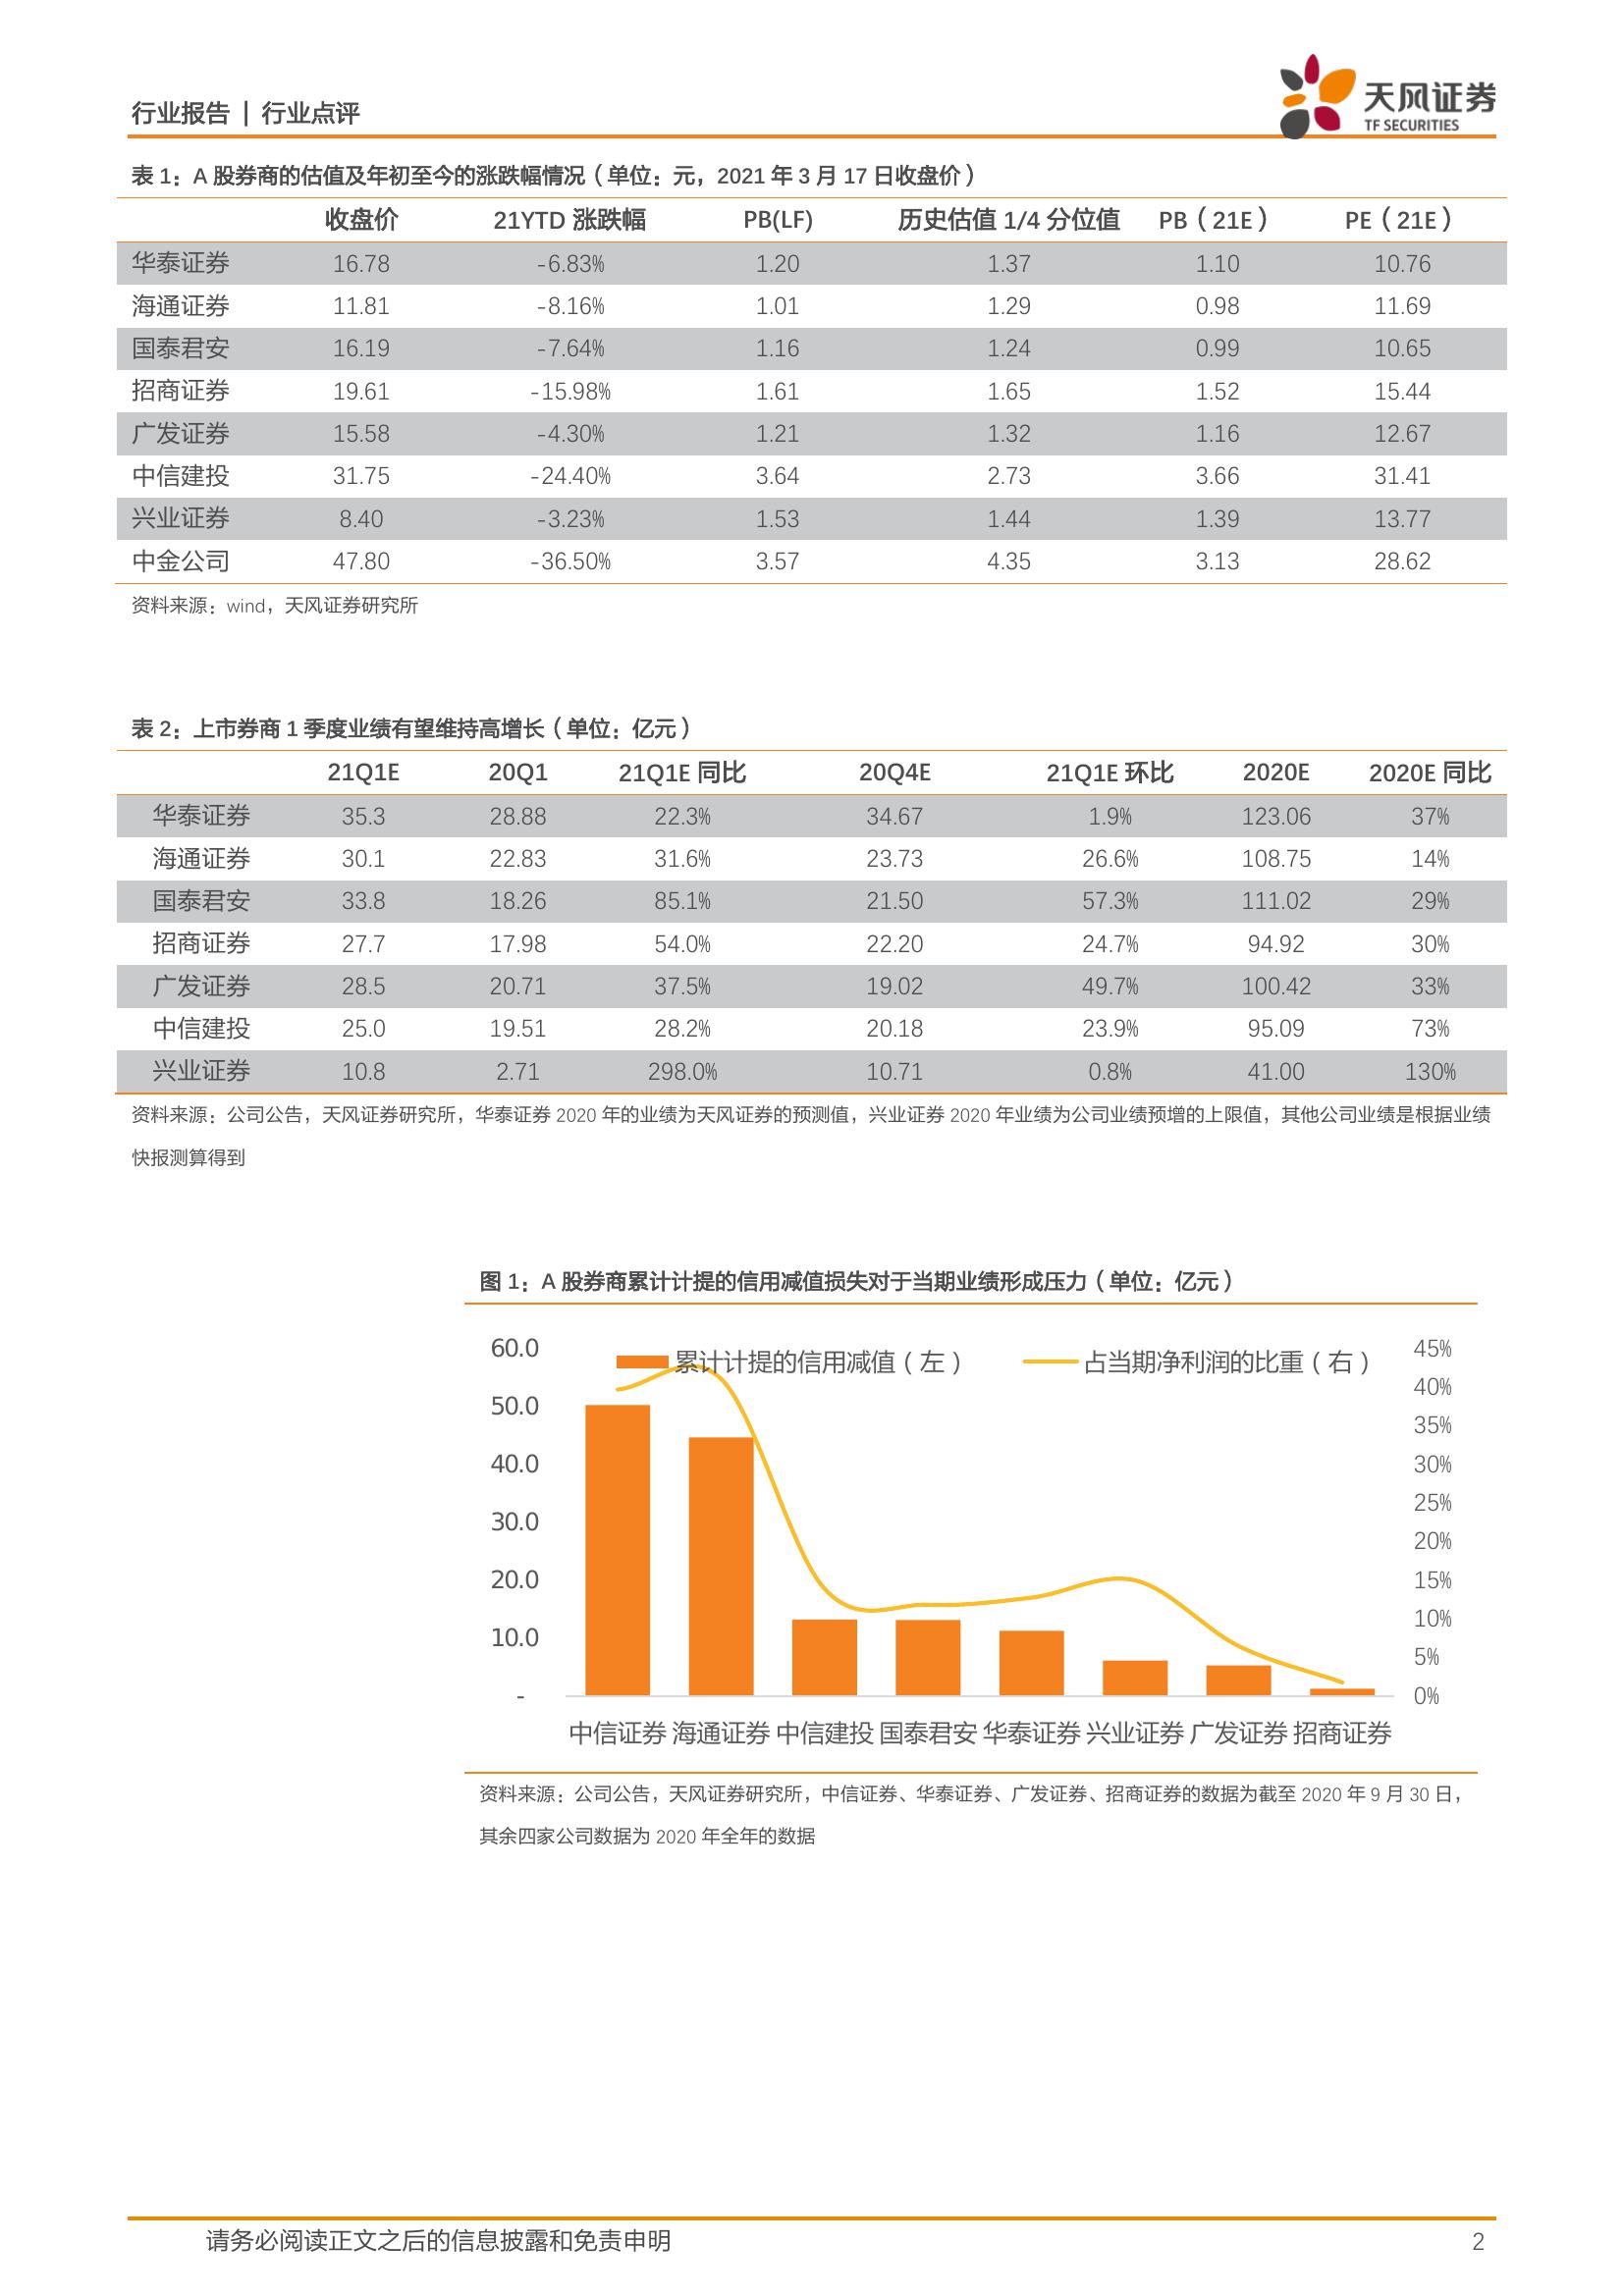 行业报告 | 行业点评
天风证券
TF SECURITIES
表 1：A 股券商的估值及年初至今的涨跌幅情况（单位：元，2021 年 3 月 17 日收盘价）
收盘价 21YTD 涨跌幅 PB(LF) 历史估值 1/4 分位值 PB（21E） PE（21E）
华泰证券 16.78 -6.83% 1.20 1.37 1.10 10.76
海通证券 11.81 -8.16% 1.01 1.29 0.98 11.69
国泰君安 16.19 -7.64% 1.16 1.24 0.99 10.65
招商证券 19.61 -15.98% 1.61 1.65 1.52 15.44
广发证券 15.58 -4.30% 1.21 1.32 1.16 12.67
中信建投 31.75 -24.40% 3.64 2.73 3.66 31.41
兴业证券 8.40 -3.23% 1.53 1.44 1.39 13.77
中金公司 47.80 -36.50% 3.57 4.35 3.13 28.62
资料来源：wind，天风证券研究所
表 2：上市券商 1 季度业绩有望维持高增长（单位：亿元）
21Q1E 20Q1 21Q1E 同比 20Q4E 21Q1E 环比 2020E 2020E 同比
华泰证券 35.3 28.88 22.3% 34.67 1.9% 123.06 37%
海通证券 30.1 22.83 31.6% 23.73 26.6% 108.75 14%
国泰君安 33.8 18.26 85.1% 21.50 57.3% 111.02 29%
招商证券 27.7 17.98 54.0% 22.20 24.7% 94.92 30%
广发证券 28.5 20.71 37.5% 19.02 49.7% 100.42 33%
中信建投 25.0 19.51 28.2% 20.18 23.9% 95.09 73%
兴业证券 10.8 2.71 298.0% 10.71 0.8% 41.00 130%
资料来源：公司公告，天风证券研究所，华泰证券 2020 年的业绩为天风证券的预测值，兴业证券 2020 年业绩为公司业绩预增的上限值，其他公司业绩是根据业绩
快报测算得到
图 1：A 股券商累计计提的信用减值损失对于当期业绩形成压力（单位：亿元）
累计计提的信用减值（左） 占当期净利润的比重（右）
60.0
50.0
40.0
30.0
20.0
10.0
-
45%
40%
35%
30%
25%
20%
15%
10%
5%
0%
中信证券 海通证券 中信建投 国泰君安 华泰证券 兴业证券 广发证券 招商证券
资料来源：公司公告，天风证券研究所，中信证券、华泰证券、广发证券、招商证券的数据为截至 2020 年 9 月 30 日，
其余四家公司数据为 2020 年全年的数据
请务必阅读正文之后的信息披露和免责申明 2